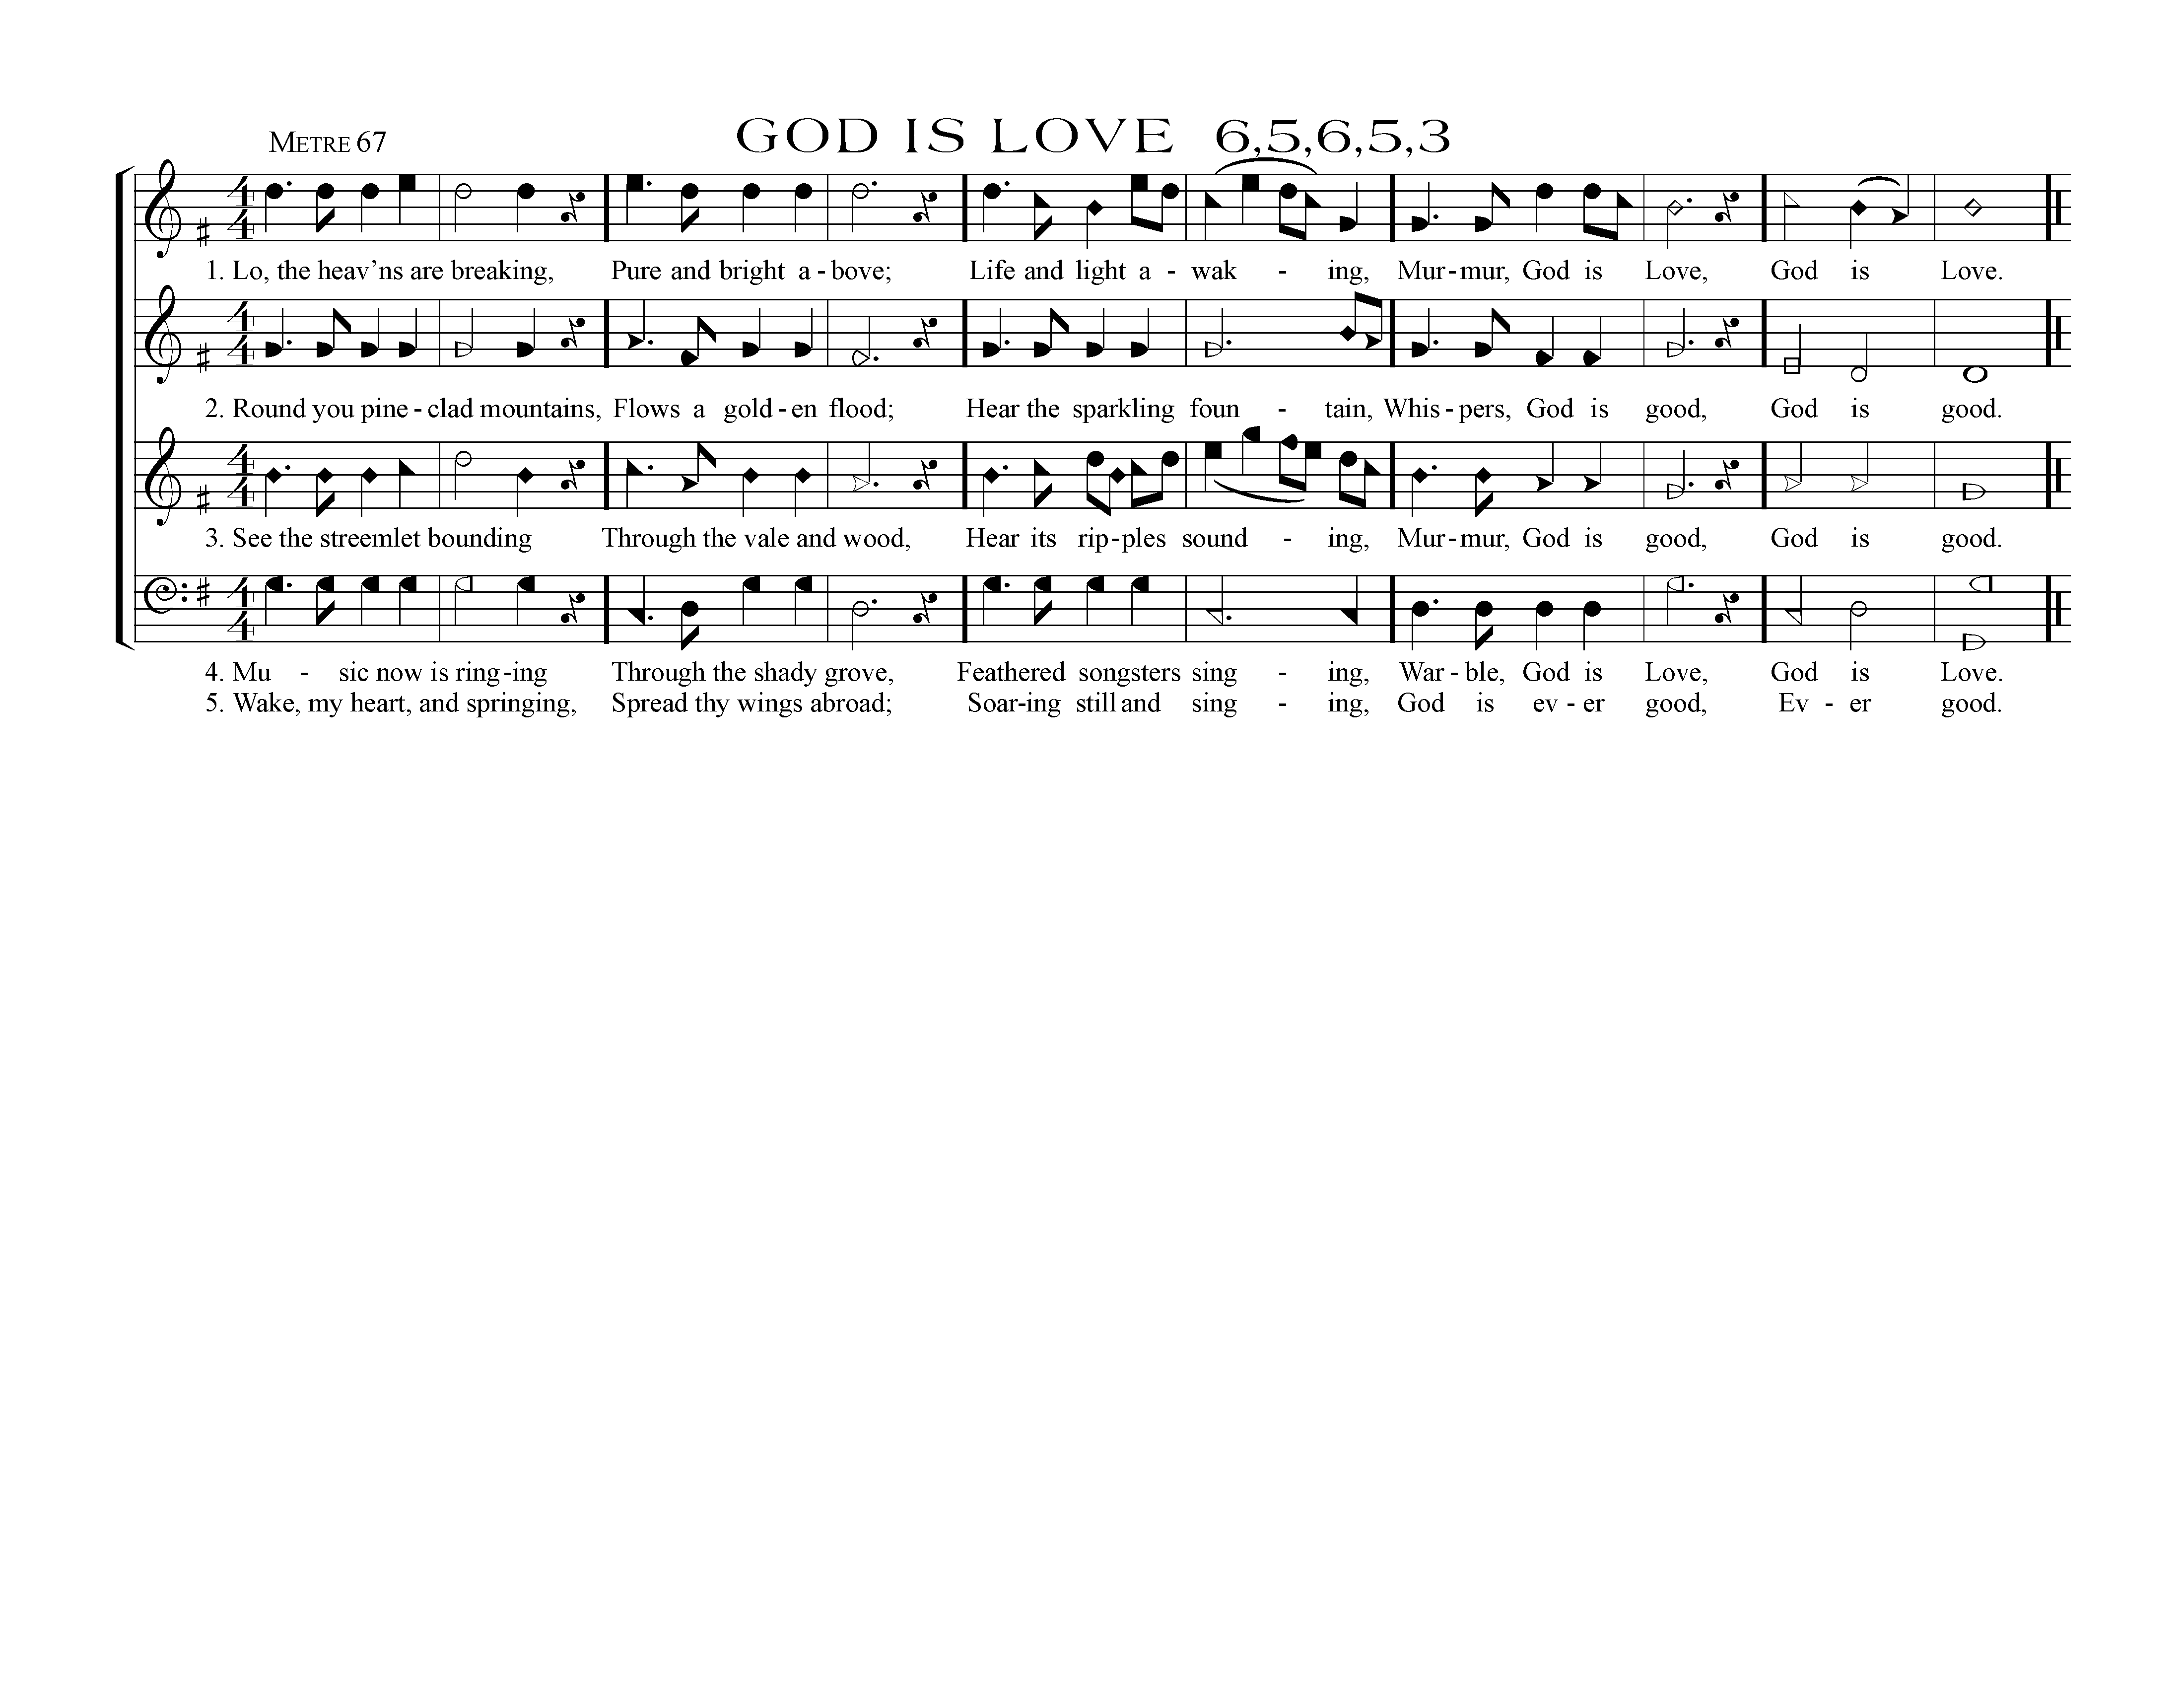 METRE 67
GOD IS LOVE 6,5,6,5,3
1. Lo, the heav’ns are breaking, Pure and bright a - bove; Life and light a - wak - ing, Mur - mur, God is Love, God is Love.
2. Round you pine - clad mountains, Flows a gold - en flood; Hear the sparkling foun - tain, Whis - pers, God is good, God is good.
3. See the streemlet bounding Through the vale and wood, Hear its rip - ples sound - ing, Mur - mur, God is good, God is good.
4. Mu - sic now is ring - ing Through the shady grove, Feathered songsters sing - ing, War - ble, God is Love, God is Love.
5. Wake, my heart, and springing, Spread thy wings abroad; Soar - ing still and sing - ing, God is ev - er good, Ev - er good.